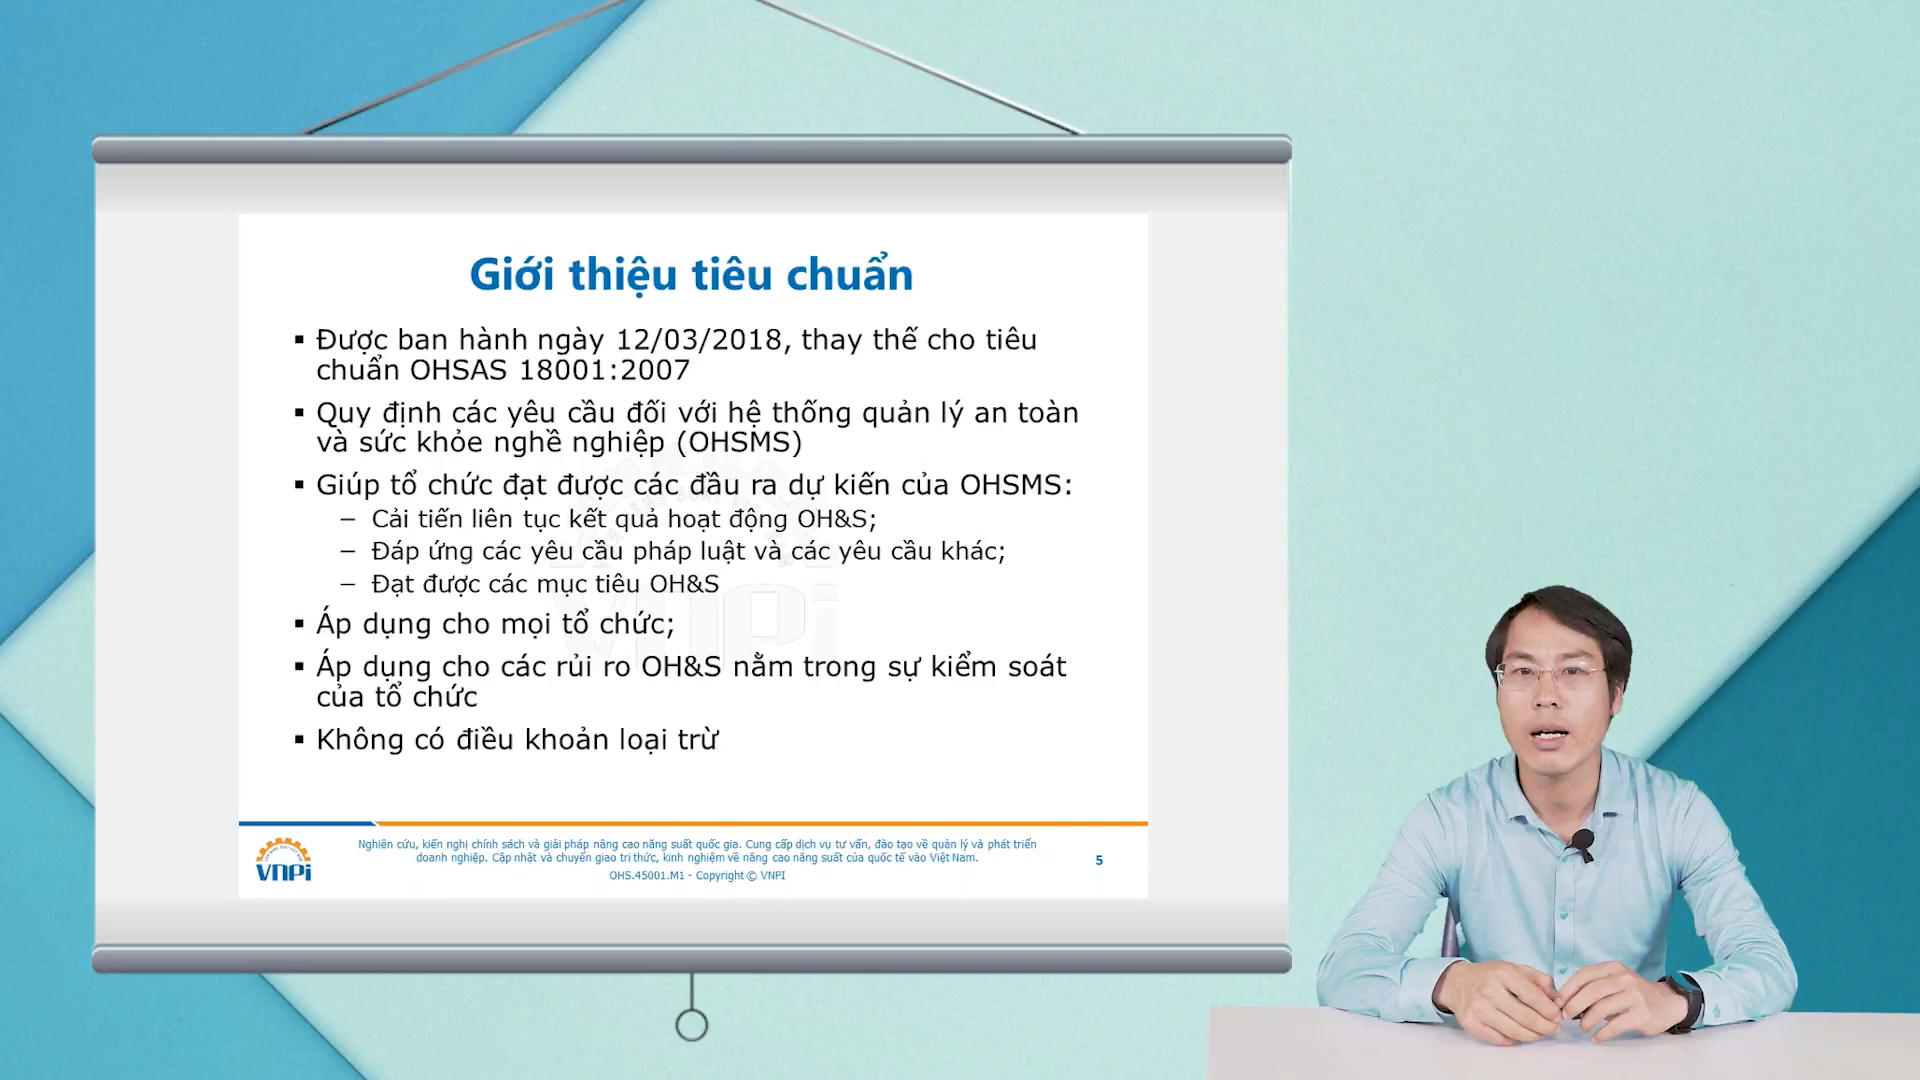 Giới thiệu tiêu chuẩn
▪ Được ban hành ngày 12/03/2018, thay thế cho tiêu
chuẩn OHSAS 18001:2007
▪ Quy định các yêu cầu đối với hệ thống quản lý an toàn
và sức khỏe nghề nghiệp (OHSMS)
▪ Giúp tổ chức đạt được các đầu ra dự kiến của OHSMS:
– Cải tiến liên tục kết quả hoạt động OH&S;
– Đáp ứng các yêu cầu pháp luật và các yêu cầu khác;
– Đạt được các mục tiêu OH&S
▪ Áp dụng cho mọi tổ chức;
▪ Áp dụng cho các rủi ro OH&S nằm trong sự kiểm soát
của tổ chức
▪ Không có điều khoản loại trừ
VNPi
Nghiên cứu, kiến nghị chính sách và giải pháp nâng cao năng suất quốc gia. Cung cấp dịch vụ tư vấn, đào tạo về quản lý và phát triển
doanh nghiệp. Cập nhật và chuyển giao tri thức, kinh nghiệm về nâng cao năng suất của quốc tế vào Việt Nam.
OHS.45001.M1 - Copyright © VNPI
5
VNPi